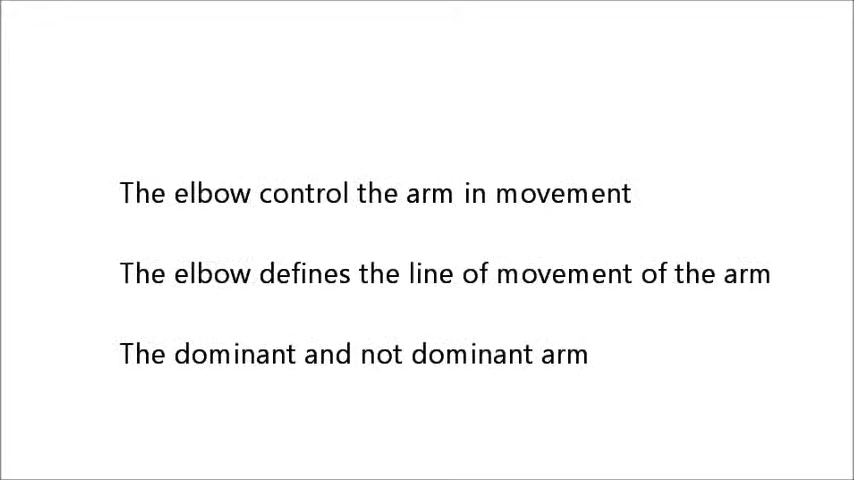 The elbow control the arm in movement
The elbow defines the line of movement of the arm
The dominant and not dominant arm